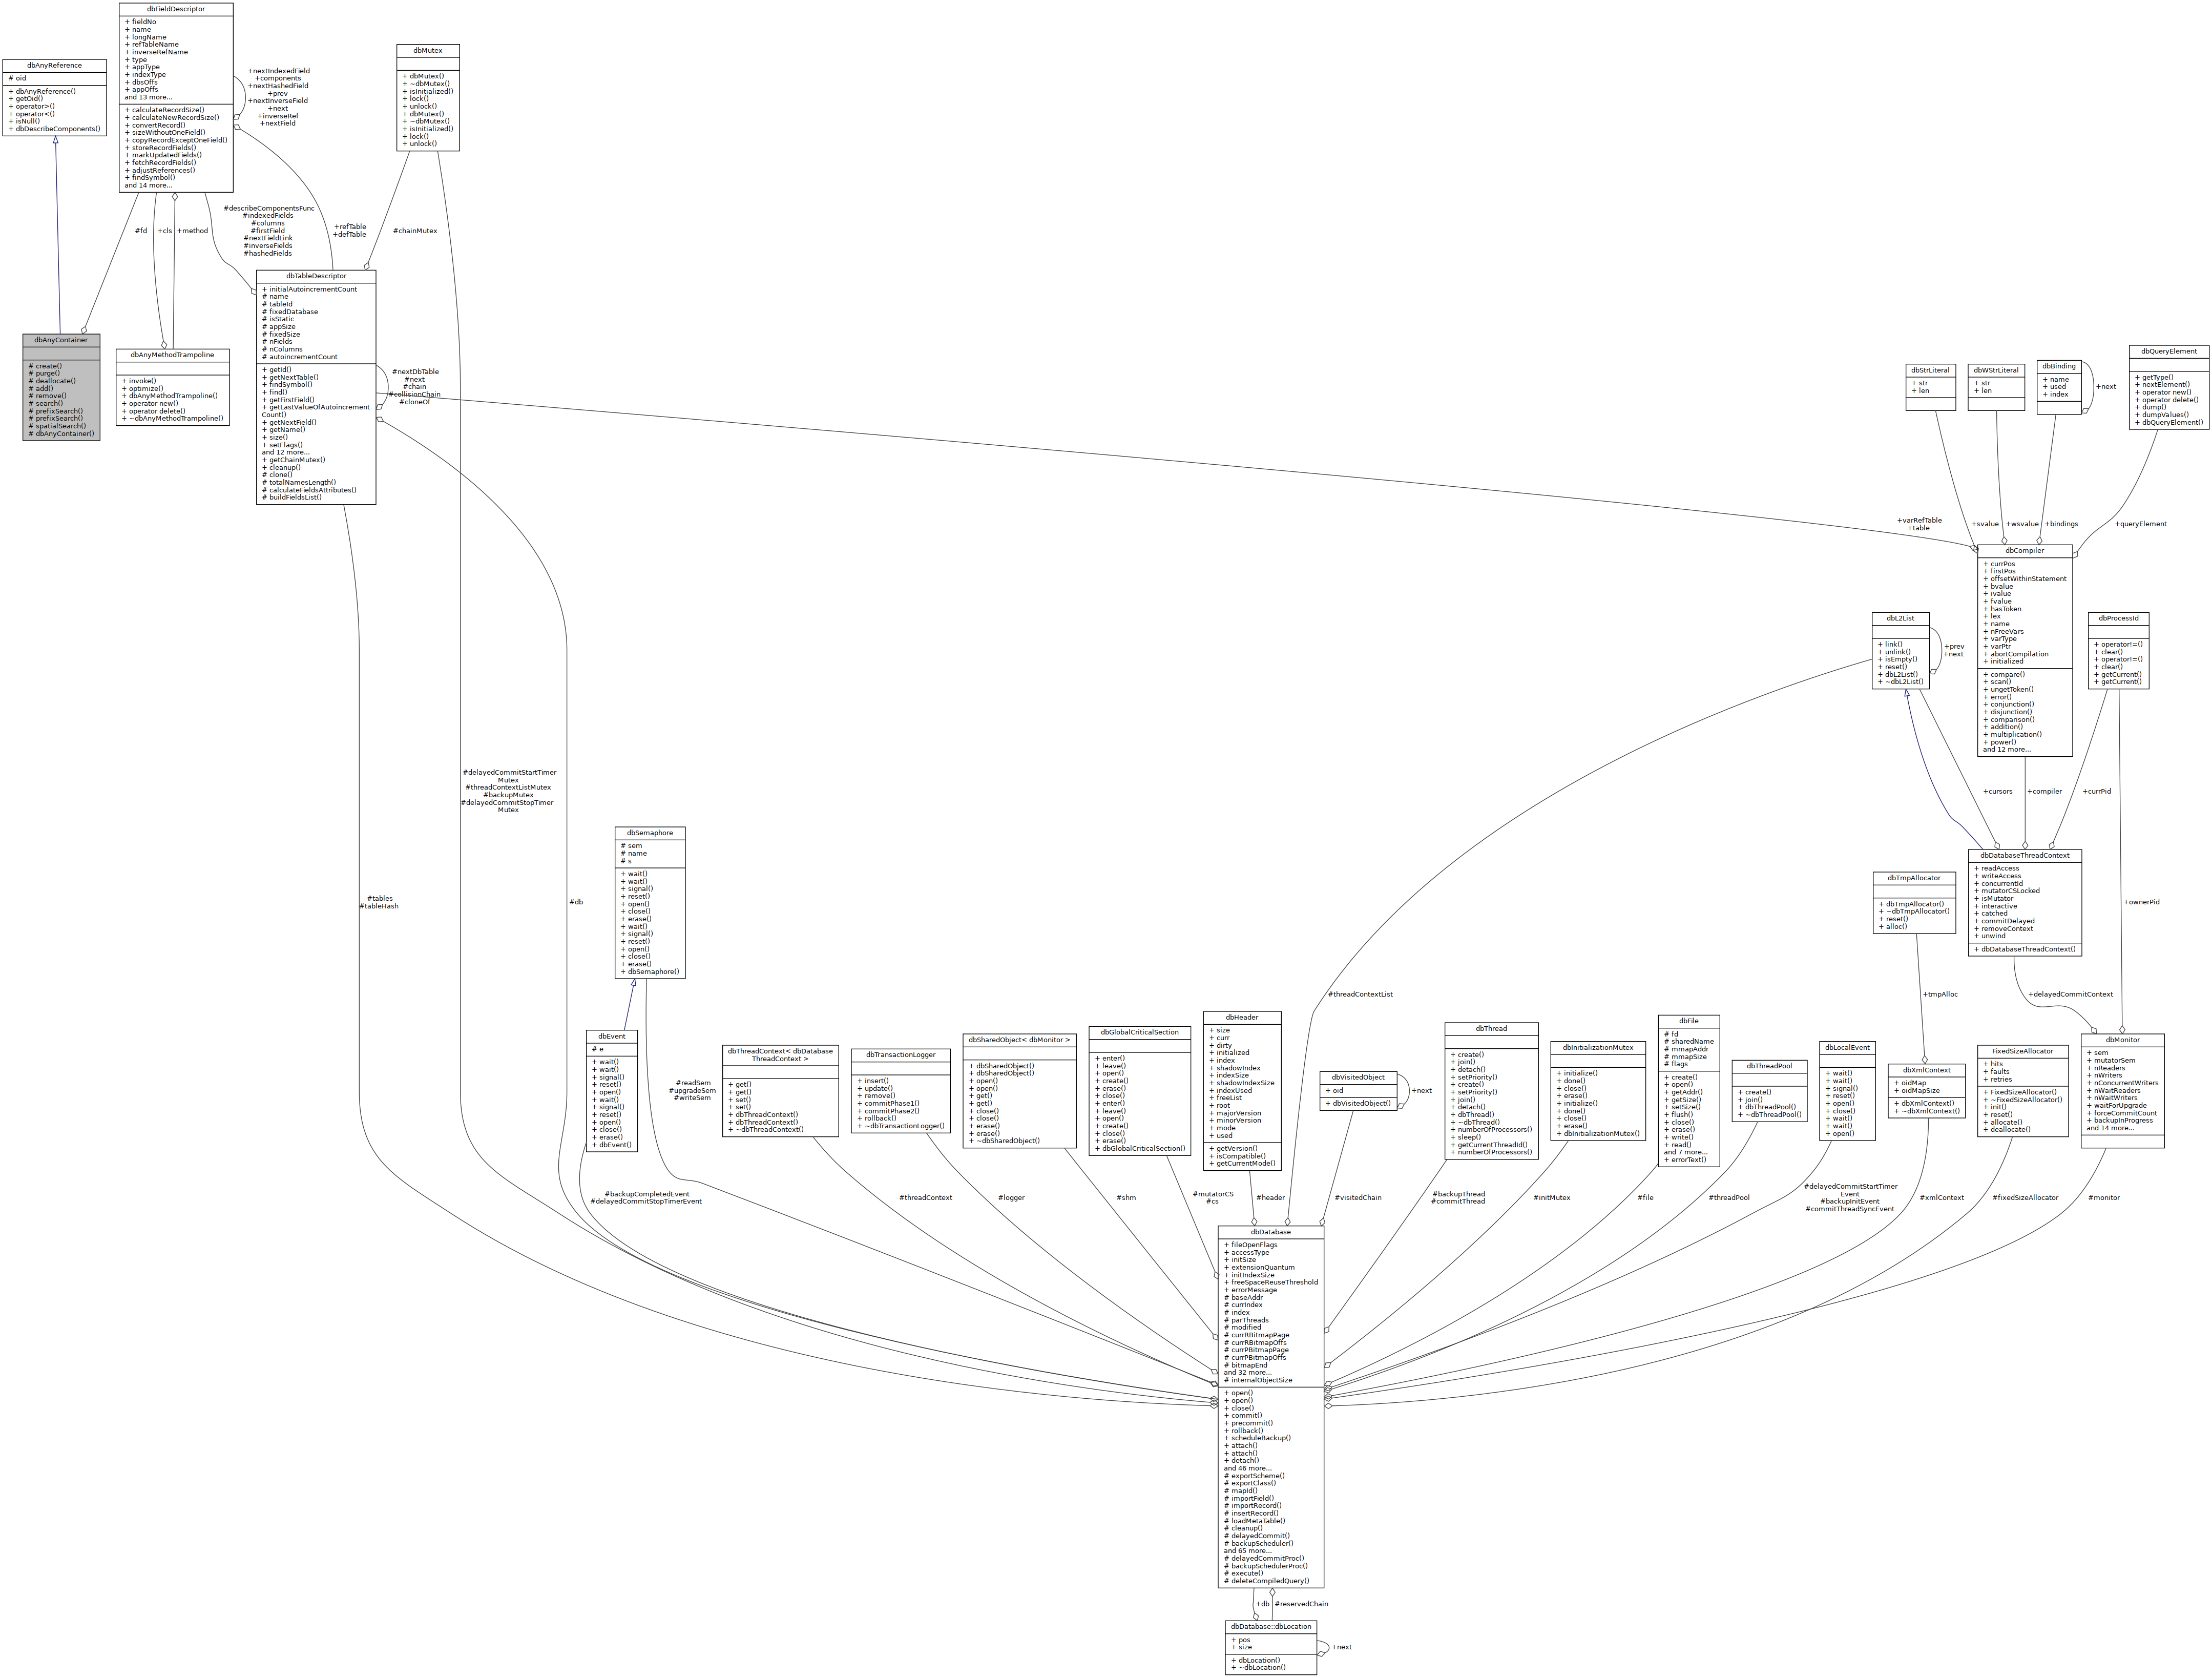 dbFieldDescriptor
+ fieldNo
+ name
+ longName
+ refTableName
+ inverseRefName
+ type
+ appType
+ indexType
+ dbsOffs
+ appOffs
and 13 more...
+ calculateRecordSize()
+ calculateNewRecordSize()
+ convertRecord()
+ sizeWithoutOneField()
+ copyRecordExceptOneField()
+ storeRecordFields()
+ markUpdatedFields()
+ fetchRecordFields()
+ adjustReferences()
+ findSymbol()
and 14 more...
dbAnyReference
# oid
+ dbAnyReference()
+ getOid()
+ operator>()
+ operator<()
+ isNull()
+ dbDescribeComponents()
+nextIndexedField
+components
+nextHashedField
+prev
+nextInverseField
+next
+inverseRef
+nextField
dbMutex
+ dbMutex()
+ ~dbMutex()
+ isInitialized()
+ lock()
+ unlock()
+ dbMutex()
+ ~dbMutex()
+ isInitialized()
+ lock()
+ unlock()
#fd
+cls
+method
#describeComponentsFunc
#indexedFields
#columns
#firstField
#nextFieldLink
#inverseFields
#hashedFields
+refTable
+defTable
#chainMutex
dbAnyContainer
# create()
# purge()
# deallocate()
# add()
# remove()
# search()
# prefixSearch()
# prefixSearch()
# spatialSearch()
# dbAnyContainer()
dbAnyMethodTrampoline
+ invoke()
+ optimize()
+ dbAnyMethodTrampoline()
+ operator new()
+ operator delete()
+ ~dbAnyMethodTrampoline()
dbTableDescriptor
+ initialAutoincrementCount
# name
# tableId
# fixedDatabase
# isStatic
# appSize
# fixedSize
# nFields
# nColumns
# autoincrementCount
+ getId()
+ getNextTable()
+ findSymbol()
+ find()
+ getFirstField()
+ getLastValueOfAutoincrement
Count()
+ getNextField()
+ getName()
+ size()
+ setFlags()
and 12 more...
+ getChainMutex()
+ cleanup()
# clone()
# totalNamesLength()
# calculateFieldsAttributes()
# buildFieldsList()
#nextDbTable
#next
#chain
#collisionChain
#cloneOf
dbStrLiteral
+ str
+ len
dbWStrLiteral
+ str
+ len
dbBinding
+ name
+ used
+ index
+next
dbQueryElement
+ getType()
+ nextElement()
+ operator new()
+ operator delete()
+ dump()
+ dumpValues()
+ dbQueryElement()
+varRefTable
+table
+svalue
+wsvalue
+bindings
+queryElement
dbCompiler
+ currPos
+ firstPos
+ offsetWithinStatement
+ bvalue
+ ivalue
+ fvalue
+ hasToken
+ lex
+ name
+ nFreeVars
+ varType
+ varPtr
+ abortCompilation
+ initialized
+ compare()
+ scan()
+ ungetToken()
+ error()
+ conjunction()
+ disjunction()
+ comparison()
+ addition()
+ multiplication()
+ power()
and 12 more...
dbL2List
+ link()
+ unlink()
+ isEmpty()
+ reset()
+ dbL2List()
+ ~dbL2List()
+prev
+next
dbProcessId
+ operator!=()
+ clear()
+ operator!=()
+ clear()
+ getCurrent()
+ getCurrent()
#delayedCommitStartTimer
Mutex
#threadContextListMutex
#backupMutex
#delayedCommitStopTimer
Mutex
+cursors
+compiler
+currPid
dbSemaphore
# sem
# name
# s
+ wait()
+ wait()
+ signal()
+ reset()
+ open()
+ close()
+ erase()
+ wait()
+ signal()
+ reset()
+ open()
+ close()
+ erase()
+ dbSemaphore()
#tables
#tableHash
#db
dbTmpAllocator
+ dbTmpAllocator()
+ ~dbTmpAllocator()
+ reset()
+ alloc()
dbDatabaseThreadContext
+ readAccess
+ writeAccess
+ concurrentId
+ mutatorCSLocked
+ isMutator
+ interactive
+ catched
+ commitDelayed
+ removeContext
+ unwind
+ dbDatabaseThreadContext()
+ownerPid
#threadContextList
+tmpAlloc
+delayedCommitContext
dbEvent
# e
+ wait()
+ wait()
+ signal()
+ reset()
+ open()
+ wait()
+ signal()
+ reset()
+ open()
+ close()
+ erase()
+ dbEvent()
#readSem
#upgradeSem
#writeSem
dbThreadContext< dbDatabase
ThreadContext >
+ get()
+ get()
+ set()
+ set()
+ dbThreadContext()
+ dbThreadContext()
+ ~dbThreadContext()
dbTransactionLogger
+ insert()
+ update()
+ remove()
+ commitPhase1()
+ commitPhase2()
+ rollback()
+ ~dbTransactionLogger()
dbSharedObject< dbMonitor >
+ dbSharedObject()
+ dbSharedObject()
+ open()
+ open()
+ get()
+ get()
+ close()
+ close()
+ erase()
+ erase()
+ ~dbSharedObject()
dbGlobalCriticalSection
+ enter()
+ leave()
+ open()
+ create()
+ erase()
+ close()
+ enter()
+ leave()
+ open()
+ create()
+ close()
+ erase()
+ dbGlobalCriticalSection()
dbHeader
+ size
+ curr
+ dirty
+ initialized
+ index
+ shadowIndex
+ indexSize
+ shadowIndexSize
+ indexUsed
+ freeList
+ root
+ majorVersion
+ minorVersion
+ mode
+ used
+ getVersion()
+ isCompatible()
+ getCurrentMode()
dbVisitedObject
+ oid
+ dbVisitedObject()
+next
dbThread
+ create()
+ join()
+ detach()
+ setPriority()
+ create()
+ setPriority()
+ join()
+ detach()
+ dbThread()
+ ~dbThread()
+ numberOfProcessors()
+ sleep()
+ getCurrentThreadId()
+ numberOfProcessors()
dbInitializationMutex
+ initialize()
+ done()
+ close()
+ erase()
+ initialize()
+ done()
+ close()
+ erase()
+ dbInitializationMutex()
dbFile
# fd
# sharedName
# mmapAddr
# mmapSize
# flags
+ create()
+ open()
+ getAddr()
+ getSize()
+ setSize()
+ flush()
+ close()
+ erase()
+ write()
+ read()
and 7 more...
+ errorText()
dbThreadPool
+ create()
+ join()
+ dbThreadPool()
+ ~dbThreadPool()
dbLocalEvent
+ wait()
+ wait()
+ signal()
+ reset()
+ open()
+ close()
+ wait()
+ wait()
+ open()
dbXmlContext
+ oidMap
+ oidMapSize
+ dbXmlContext()
+ ~dbXmlContext()
FixedSizeAllocator
+ hits
+ faults
+ retries
+ FixedSizeAllocator()
+ ~FixedSizeAllocator()
+ init()
+ reset()
+ allocate()
+ deallocate()
dbMonitor
+ sem
+ mutatorSem
+ nReaders
+ nWriters
+ nConcurrentWriters
+ nWaitReaders
+ nWaitWriters
+ waitForUpgrade
+ forceCommitCount
+ backupInProgress
and 14 more...
#backupCompletedEvent
#delayedCommitStopTimerEvent
#threadContext
#logger
#shm
#mutatorCS
#cs
#header
#visitedChain
#backupThread
#commitThread
#initMutex
#file
#threadPool
#delayedCommitStartTimer
Event
#backupInitEvent
#commitThreadSyncEvent
#xmlContext
#fixedSizeAllocator
#monitor
dbDatabase
+ fileOpenFlags
+ accessType
+ initSize
+ extensionQuantum
+ initIndexSize
+ freeSpaceReuseThreshold
+ errorMessage
# baseAddr
# currIndex
# index
# parThreads
# modified
# currRBitmapPage
# currRBitmapOffs
# currPBitmapPage
# currPBitmapOffs
# bitmapEnd
and 32 more...
# internalObjectSize
+ open()
+ open()
+ close()
+ commit()
+ precommit()
+ rollback()
+ scheduleBackup()
+ attach()
+ attach()
+ detach()
and 46 more...
# exportScheme()
# exportClass()
# mapId()
# importField()
# importRecord()
# insertRecord()
# loadMetaTable()
# cleanup()
# delayedCommit()
# backupScheduler()
and 65 more...
# delayedCommitProc()
# backupSchedulerProc()
# execute()
# deleteCompiledQuery()
+db
#reservedChain
dbDatabase::dbLocation
+ pos
+ size
+ dbLocation()
+ ~dbLocation()
+next